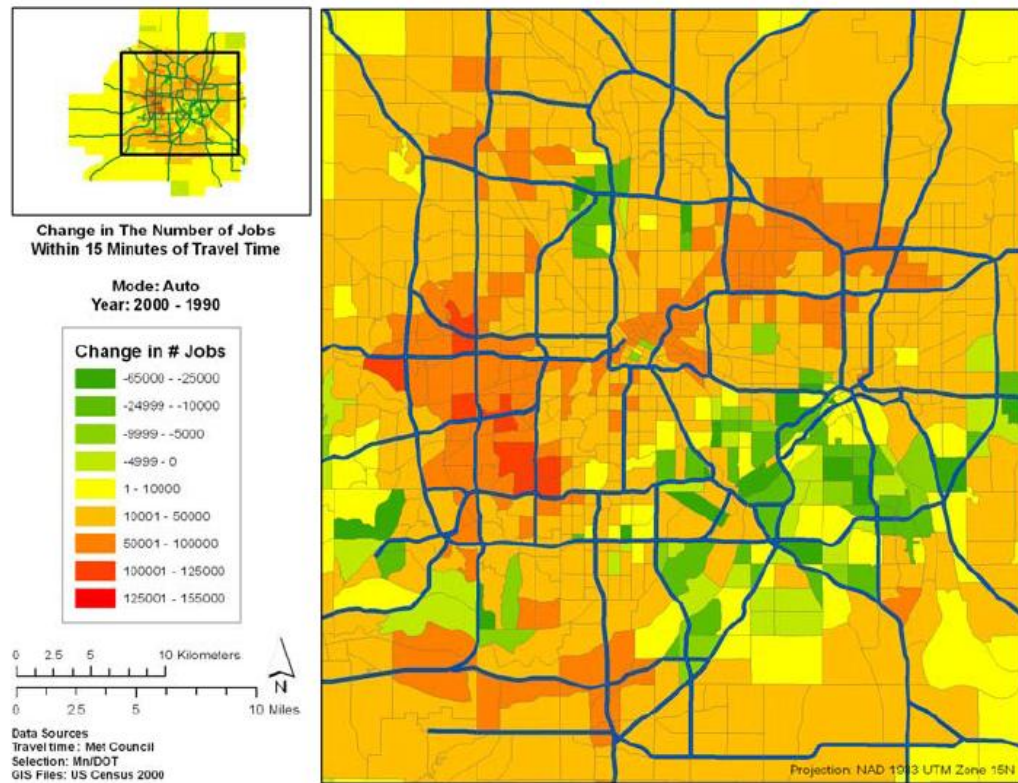 Change in The Number of Jobs
Within 15 Minutes of Travel Time
Mode: Auto
Year: 2000 - 1990
Change in # Jobs
-65000 - -25000
-24999 - -10000
-9999 - -5000
-4999 - 0
1 - 10000
10001 - 50000
50001 - 100000
100001 - 125000
125001 - 155000
0 2.5 5 10 Kilometers
N
0 2.5 5 10 Miles
Data Sources
Travel time: Met Council
Selection: Mn/DOT
GIS Files: US Census 2000
Projection: NAD 1983 UTM Zone 15N